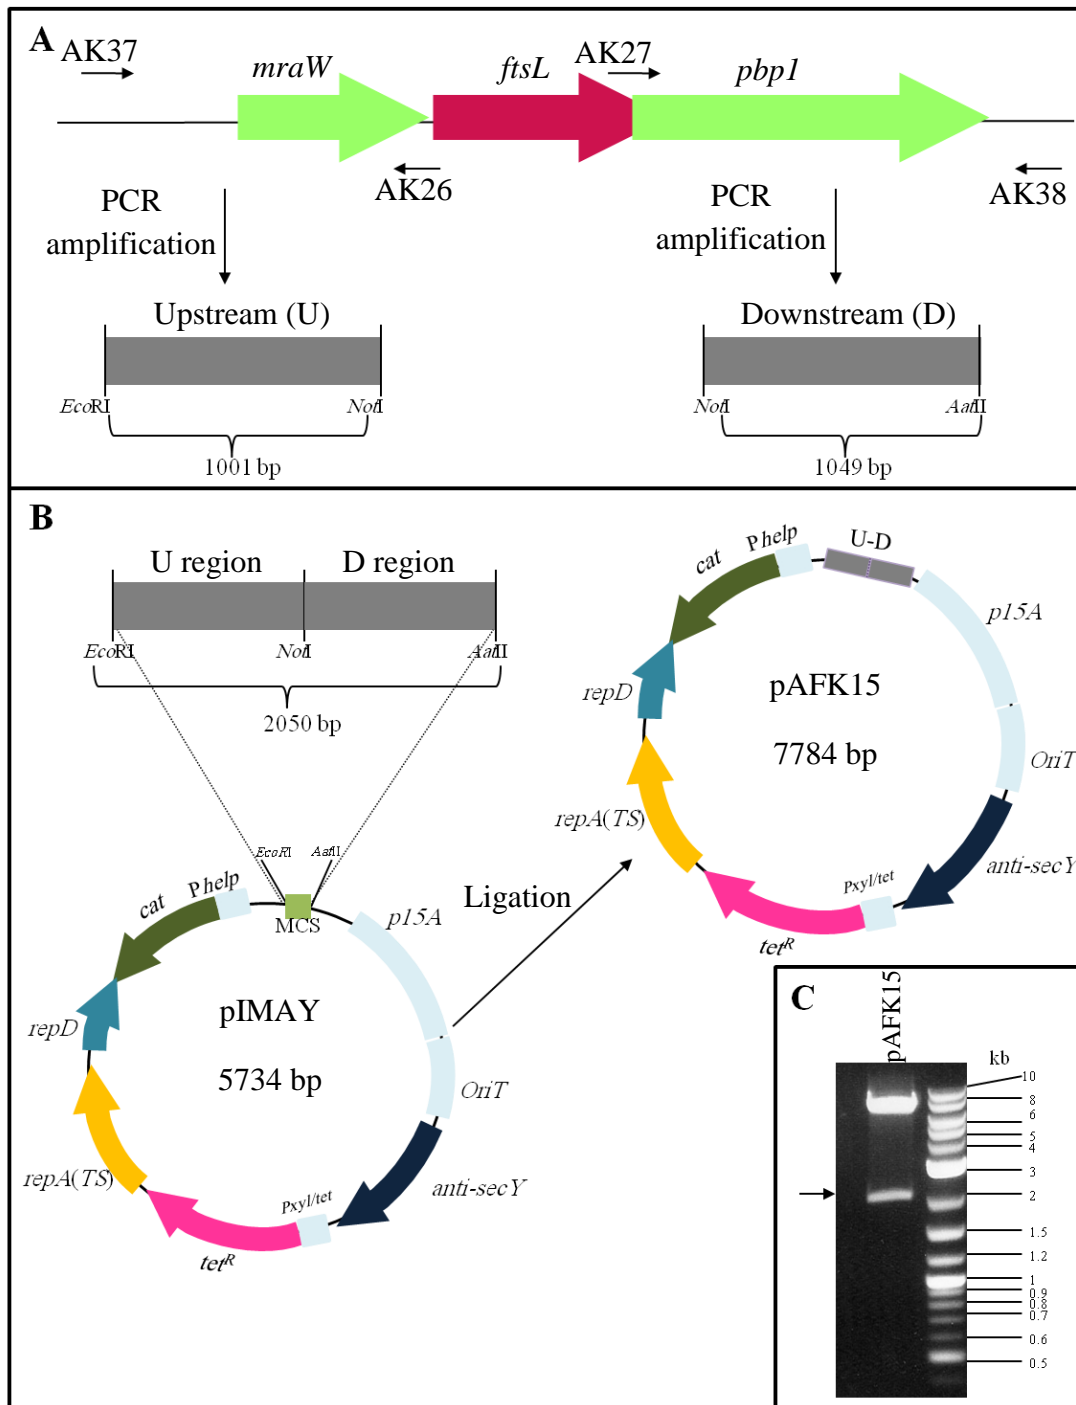 A
AK37
mraW
ftsL
AK27
pbp1
AK26
AK38
PCR
amplification
PCR
amplification
Upstream (U)
Downstream (D)
EcoRI
NotI
NotI
AatII
1001 bp
1049 bp
B
U region
D region
EcoRI
NotI
AatII
2050 bp
EcoRI
AatII
MCS
Phelp
cat
repD
repA(TS)
tetR
Pxyl/tet
anti-secY
OriT
p15A
pIMAY
5734 bp
Ligation
U-D
Phelp
cat
repD
repA(TS)
tetR
Pxyl/tet
anti-secY
OriT
p15A
pAFK15
7784 bp
C
pAFK15
kb
10
8
6
5
4
3
2
1.5
1.2
1
0.9
0.8
0.7
0.6
0.5